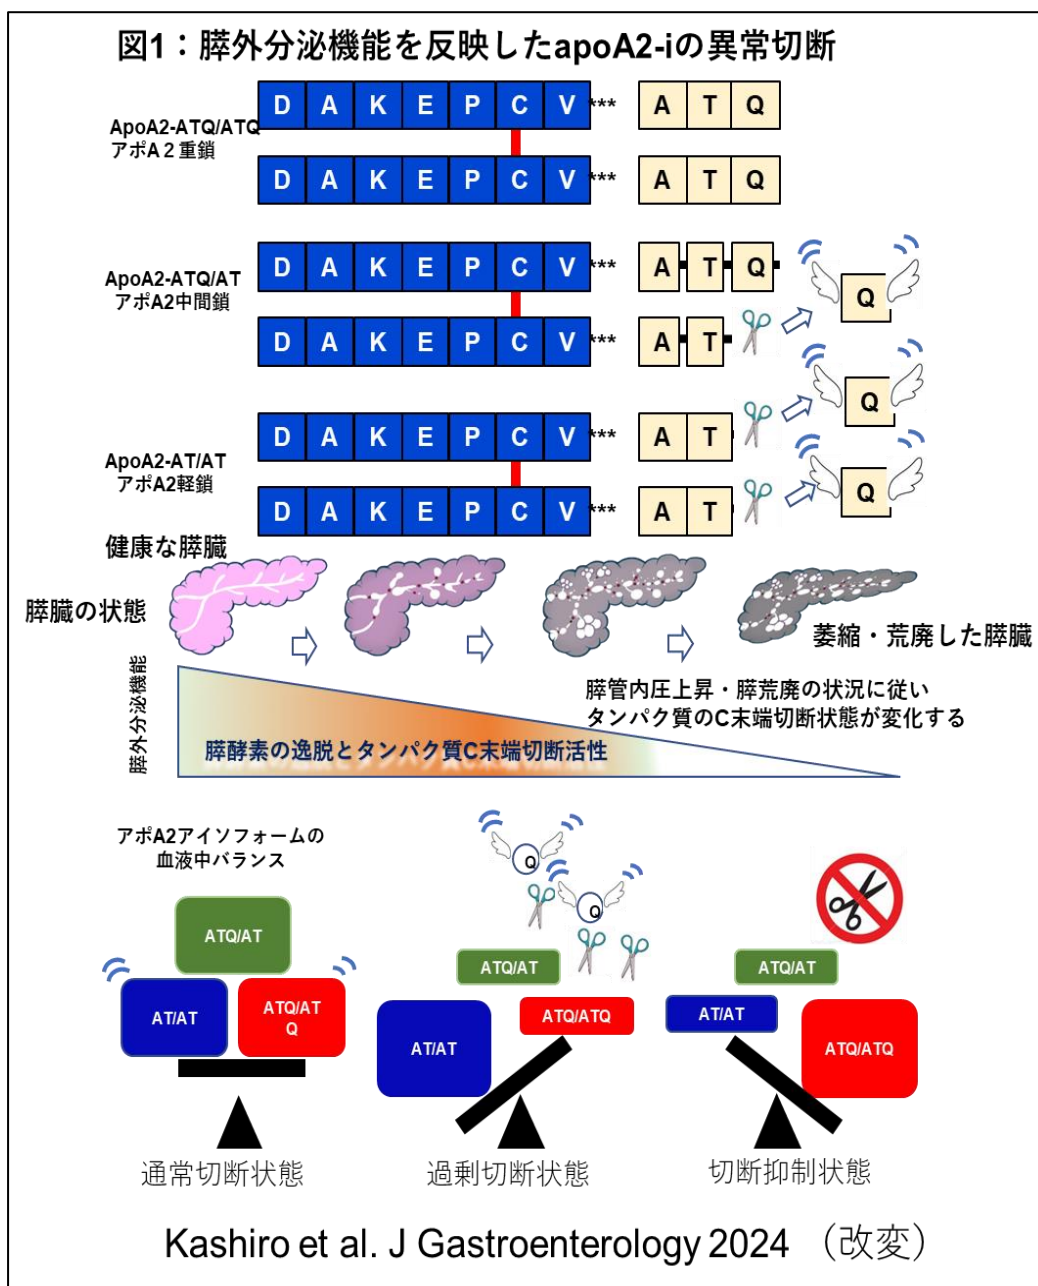 図1：膵外分泌機能を反映したapoA2-iの異常切断
ApoA2-ATQ/ATQ
アポA２重鎖
D A K E P C V *** A T Q
D A K E P C V *** A T Q
ApoA2-ATQ/AT
アポA2中間鎖
D A K E P C V *** A T Q
Q
D A K E P C V *** A T
Q
ApoA2-AT/AT
アポA2軽鎖
D A K E P C V *** A T
Q
D A K E P C V *** A T
健康な膵臓
膵臓の状態
萎縮・荒廃した膵臓
膵外分泌機能
膵管内圧上昇・膵荒廃の状況に従い
タンパク質のC末端切断状態が変化する
膵酵素の逸脱とタンパク質C末端切断活性
アポA2アイソフォームの
血液中バランス
Q
Q
ATQ/AT
AT/AT
ATQ/AT
Q
ATQ/AT
ATQ/ATQ
AT/AT
ATQ/AT
AT/AT
ATQ/ATQ
通常切断状態
過剰切断状態
切断抑制状態
Kashiro et al. J Gastroenterology 2024 （改変）